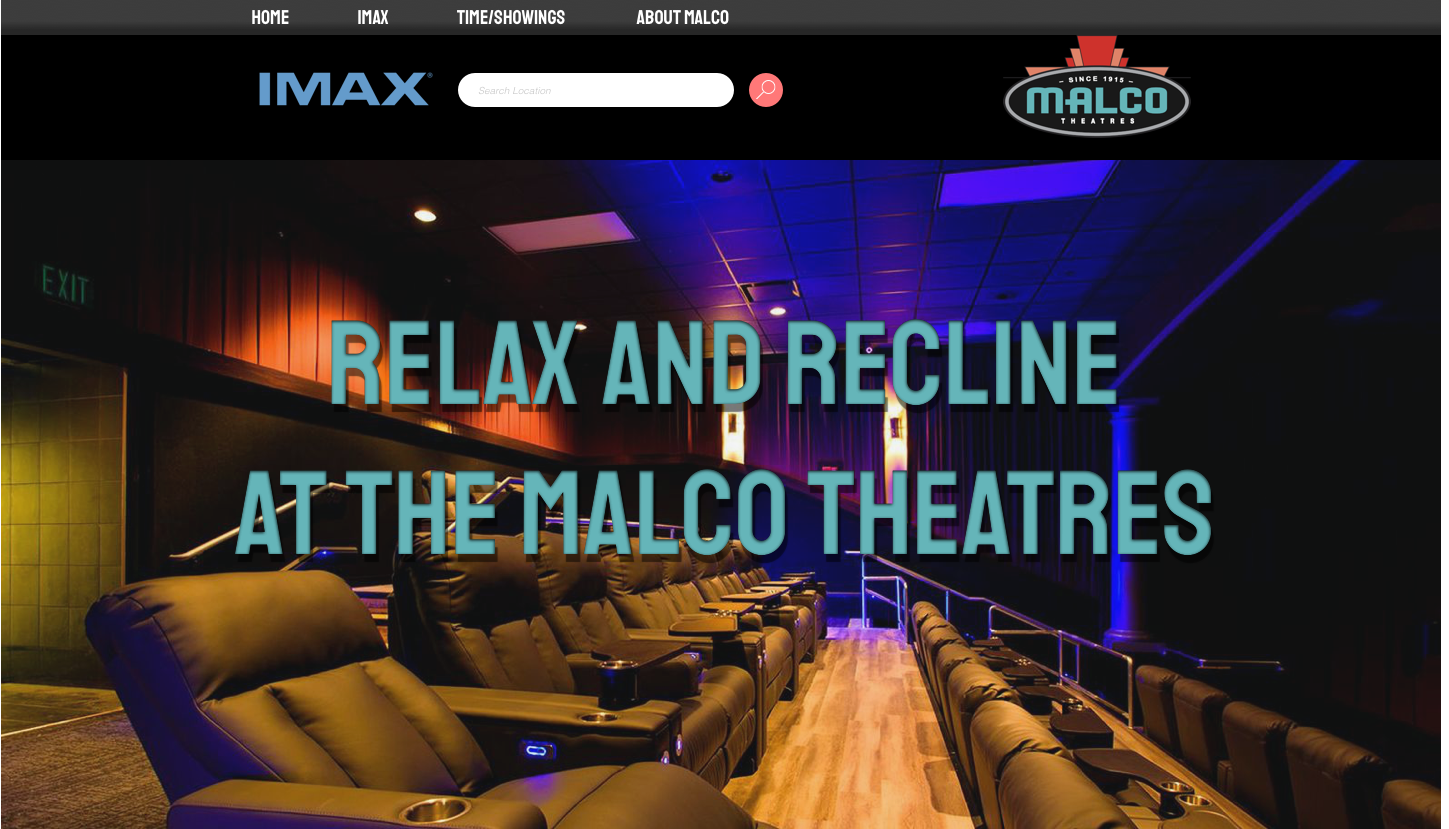 HOME IMAX TIME/SHOWINGS ABOUT MALCO
IMAX®
Search Location
– SINCE 1915 –
MALCO
THEATRES
EXIT
RELAX AND RECLINE
AT THE MALCO THEATRES